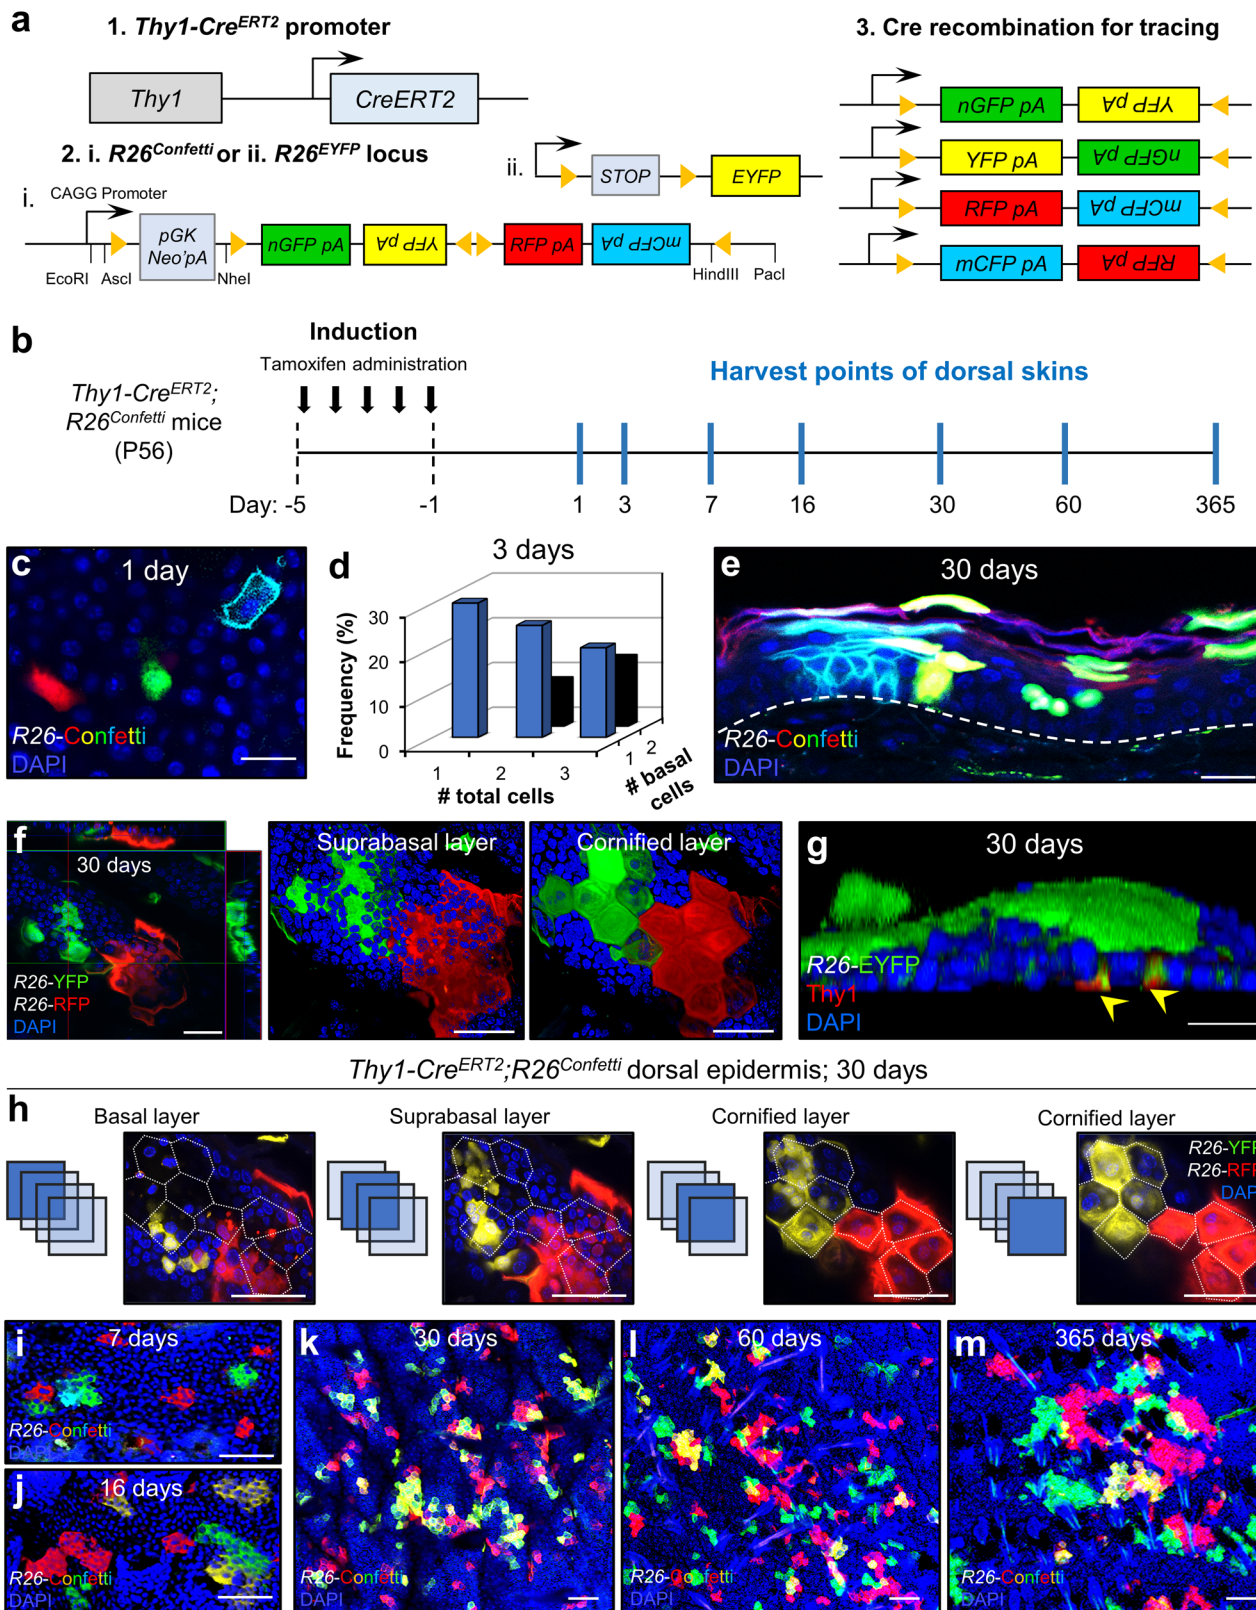 a
1. Thy1-CreERT2 promoter
3. Cre recombination for tracing
Thy1
CreERT2
nGFP pA
YFP pA
YFP pA
nGFP pA
RFP pA
mCFP pA
mCFP pA
RFP pA
2. i. R26Confetti or ii. R26EYFP locus
ii.
STOP
EYFP
i.
CAGG Promoter
pGK
Neo'pA
nGFP pA
YFP pA
RFP pA
mCFP pA
EcoRI
AscI
NheI
HindIII
PacI
b
Induction
Tamoxifen administration
Harvest points of dorsal skins
Thy1-CreERT2;
R26Confetti mice
(P56)
Day: -5
-1
1
3
7
16
30
60
365
c
1 day
R26-Confetti
DAPI
d
3 days
Frequency (%)
30
20
10
0
1
2
3
# total cells
1
2
# basal
cells
e
30 days
R26-Confetti
DAPI
f
30 days
R26-YFP
R26-RFP
DAPI
Suprabasal layer
Cornified layer
g
30 days
R26-EYFP
Thy1
DAPI
Thy1-CreERT2;R26Confetti dorsal epidermis; 30 days
h
Basal layer
Suprabasal layer
Cornified layer
Cornified layer
R26-YFP
R26-RFP
DAPI
i
7 days
R26-Confetti
DAPI
j
16 days
R26-Confetti
DAPI
k
30 days
R26-Confetti
DAPI
l
60 days
R26-Confetti
DAPI
m
365 days
R26-Confetti
DAPI